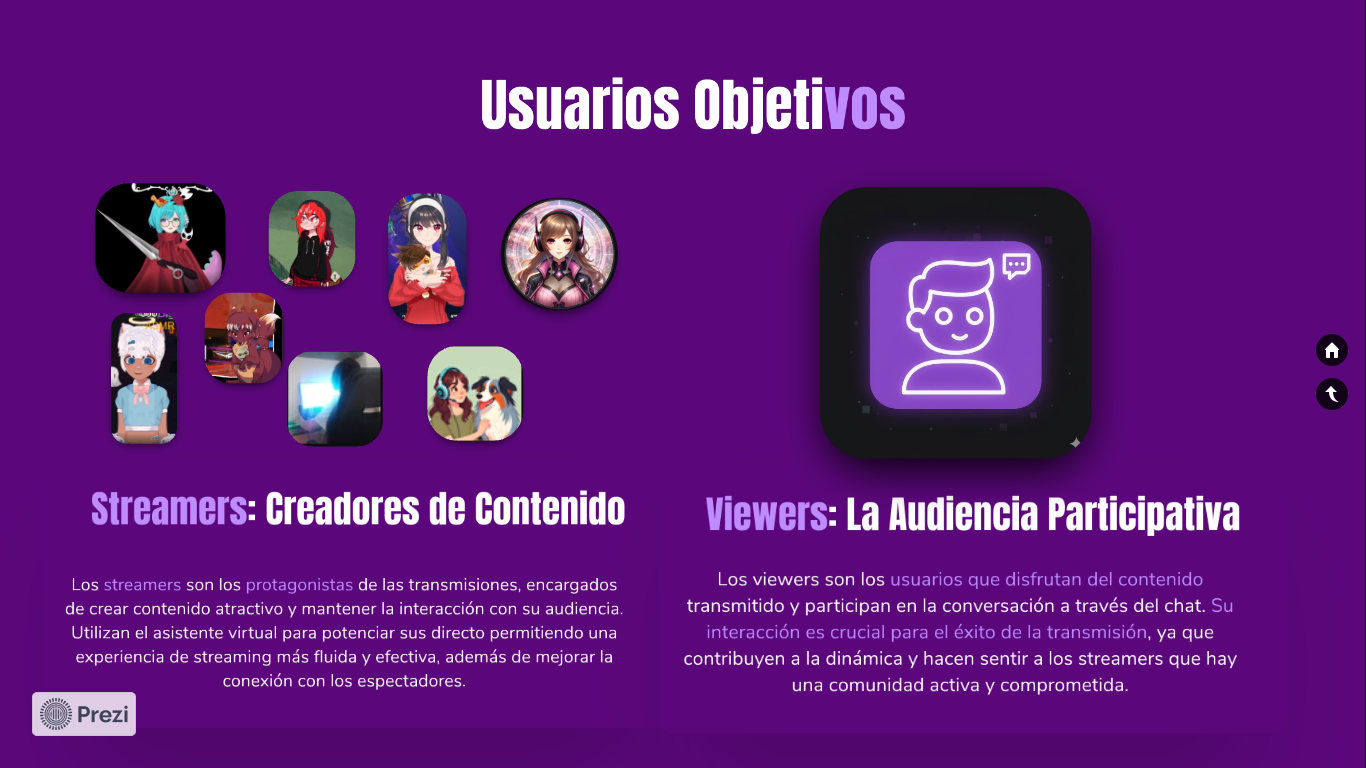 Usuarios Objetivos
Streamers: Creadores de Contenido
Los streamers son los protagonistas de las transmisiones, encargados
de crear contenido atractivo y mantener la interacción con su audiencia.
Utilizan el asistente virtual para potenciar sus directo permitiendo una
experiencia de streaming más fluida y efectiva, además de mejorar la
conexión con los espectadores.
Viewers: La Audiencia Participativa
Los viewers son los usuarios que disfrutan del contenido
transmitido y participan en la conversación a través del chat. Su
interacción es crucial para el éxito de la transmisión, ya que
contribuyen a la dinámica y hacen sentir a los streamers que hay
una comunidad activa y comprometida.
Prezi